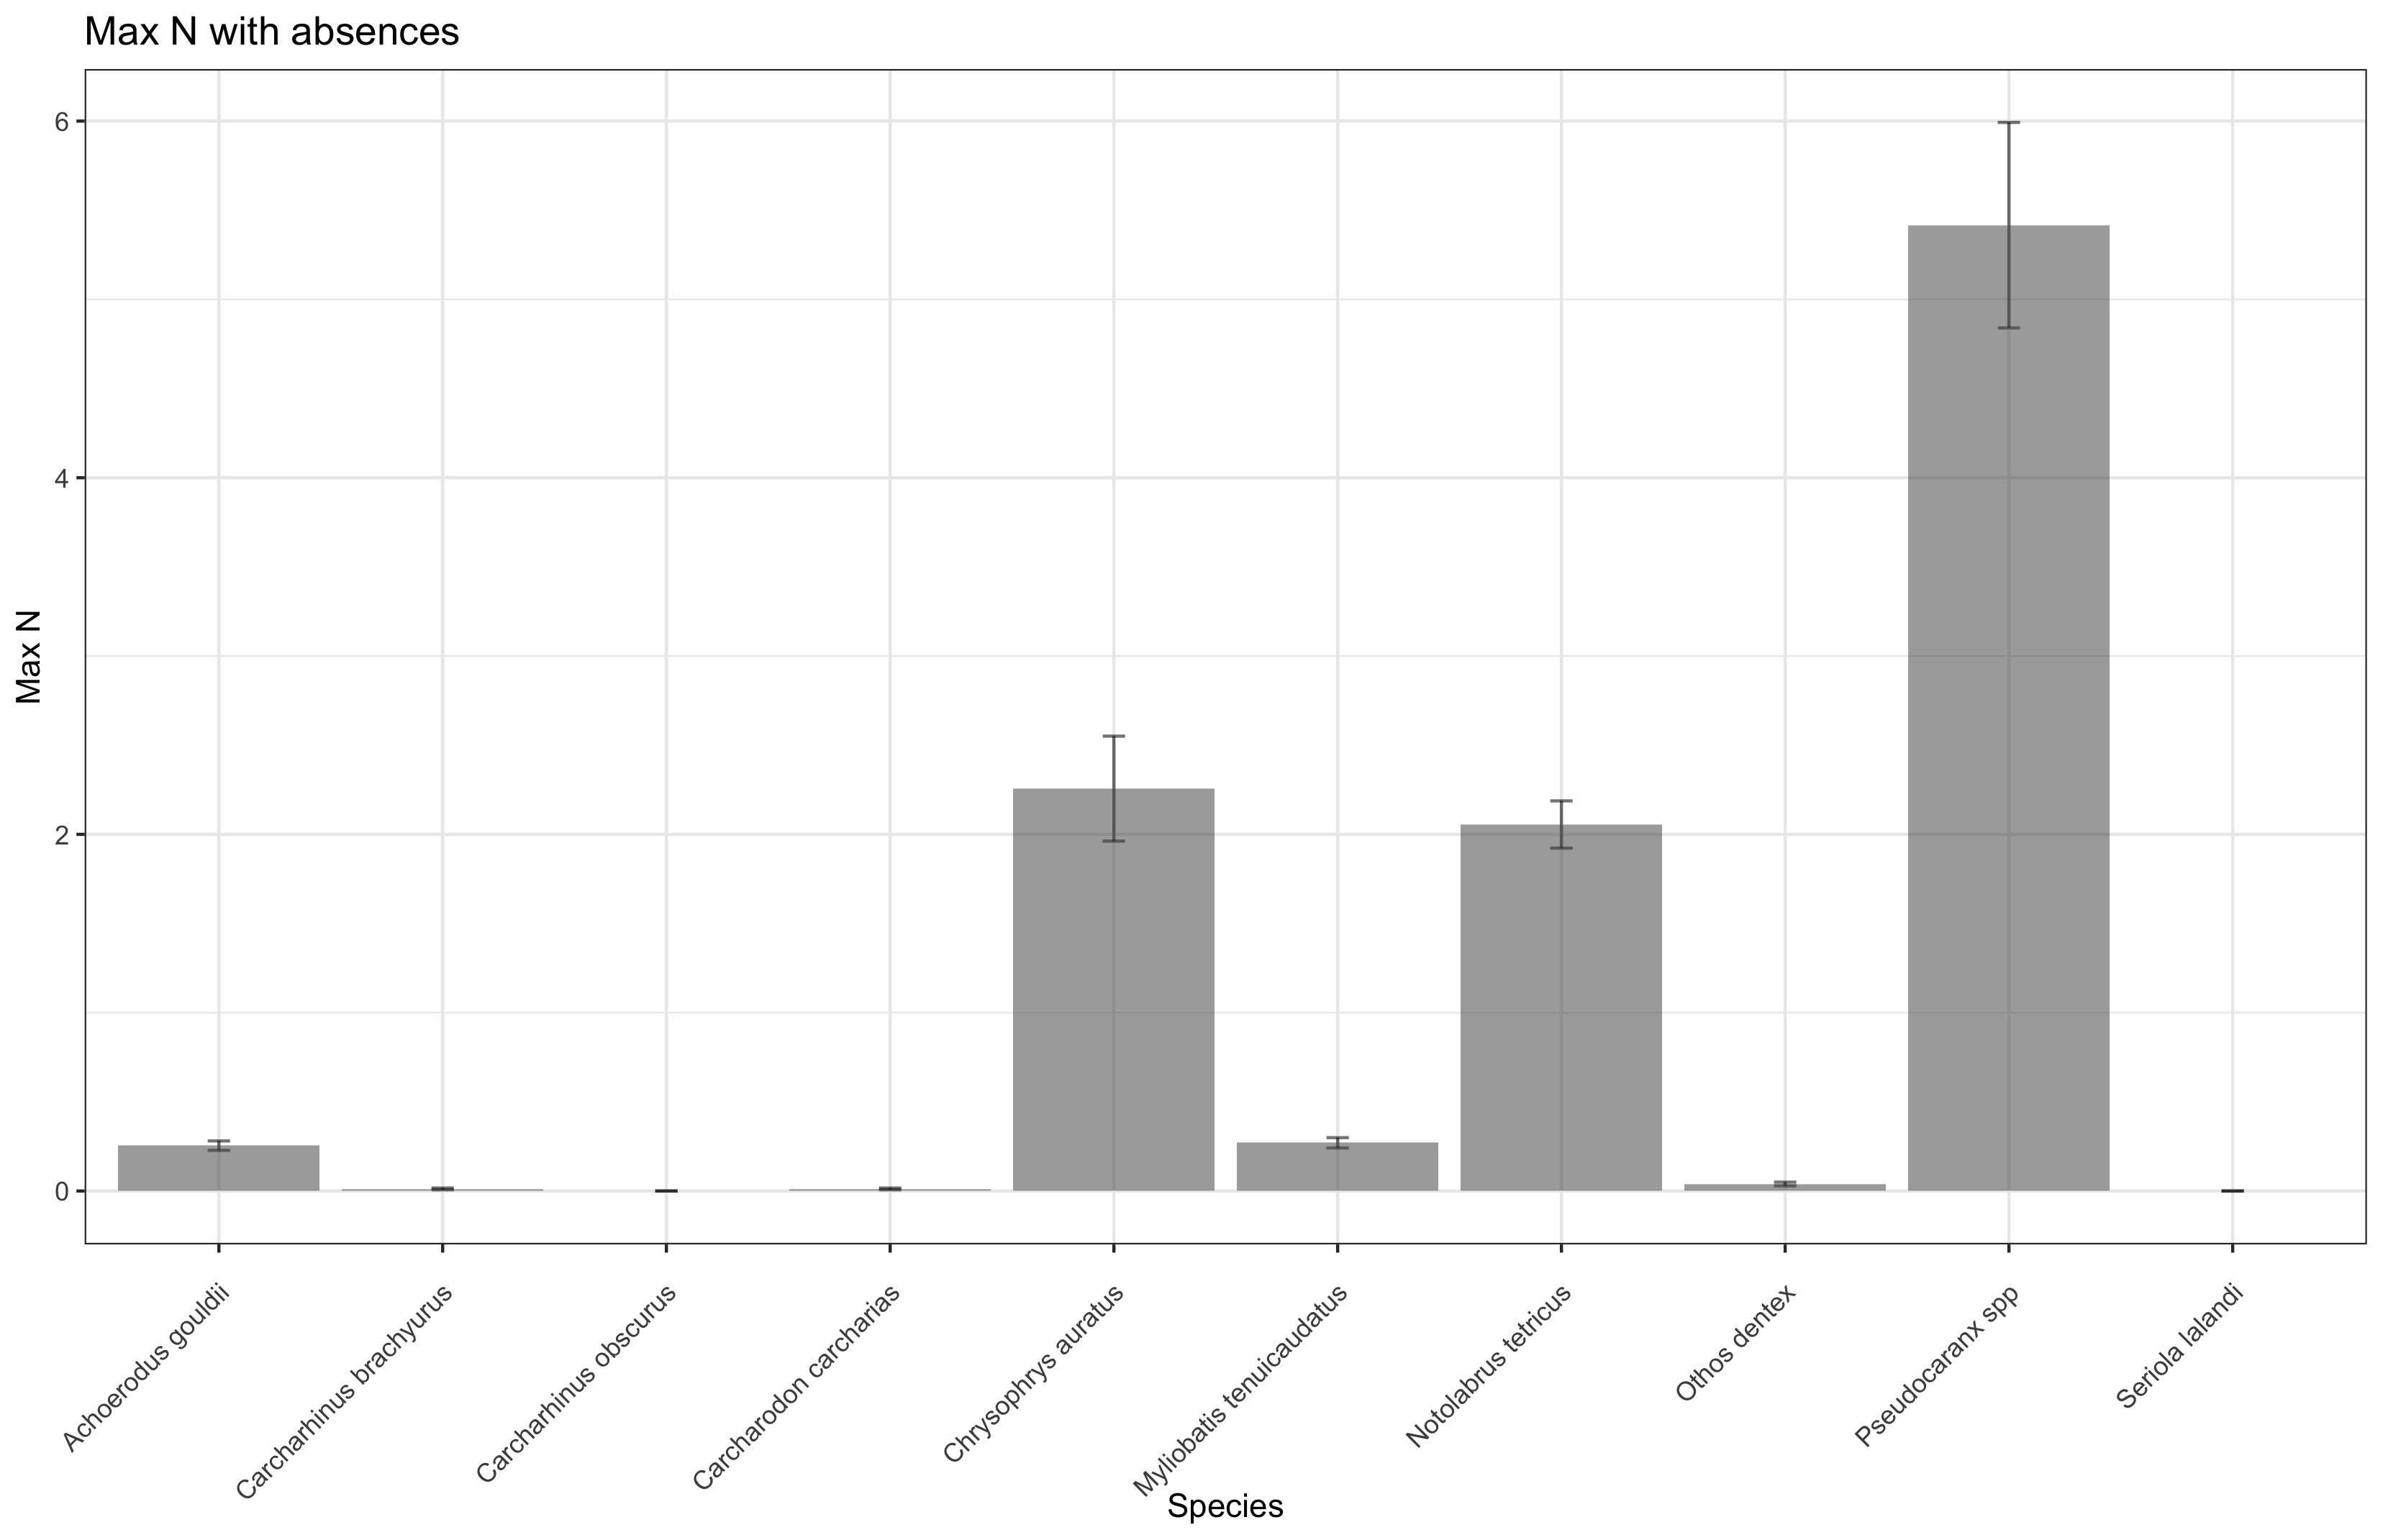 Max N with absences
Max N
6
4
2
0
Achoerodus gouldii
Carcharhinus brachyurus
Carcharhinus obscurus
Carcharodon carcharias
Chrysophrys auratus
Myliobatis tenuicaudatus
Notolabrus tetricus
Othos dentex
Pseudocaranx spp
Seriola lalandi
Species